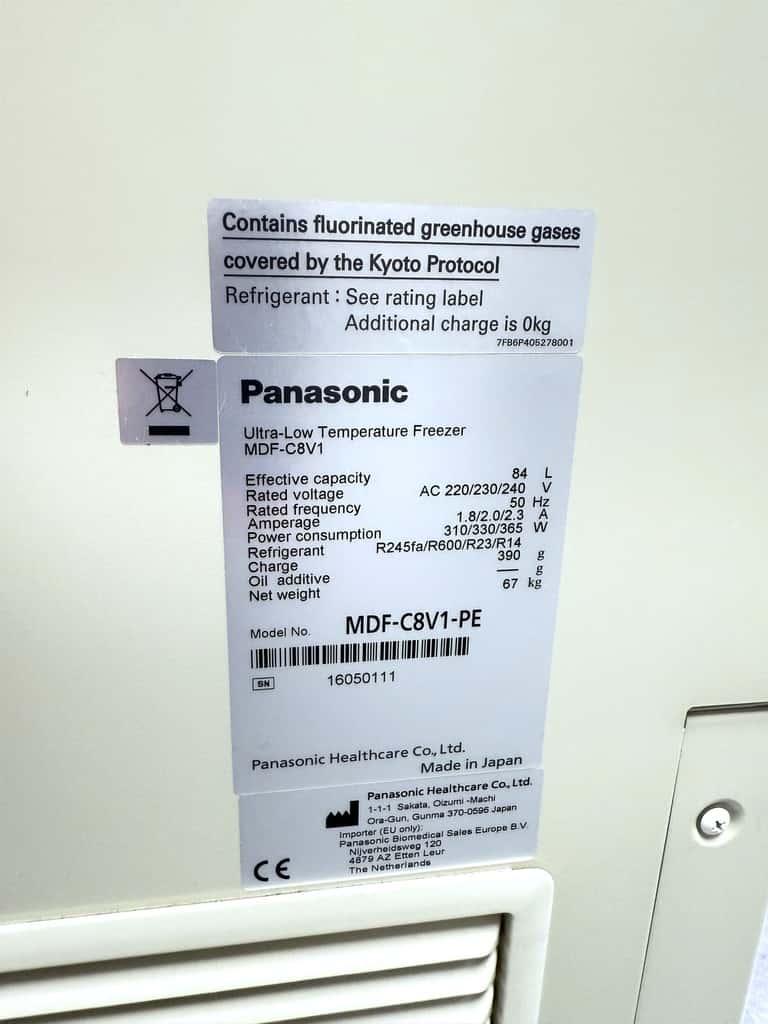 Contains fluorinated greenhouse gases
covered by the Kyoto Protocol
Refrigerant : See rating label
Additional charge is 0kg
7FB6P405278001
Panasonic
Ultra-Low Temperature Freezer
MDF-C8V1
Effective capacity 84 L
Rated voltage AC 220/230/240 V
Rated frequency 50 Hz
Amperage 1.8/2.0/2.3 A
Power consumption 310/330/365 W
Refrigerant R245fa/R600/R23/R14
Charge 390 g
Oil additive — g
Net weight 67 kg
Model No. MDF-C8V1-PE
SN 16050111
Panasonic Healthcare Co., Ltd.
Made in Japan
Panasonic Healthcare Co., Ltd.
1-1-1 Sakata, Oizumi -Machi
Ora-Gun, Gunma 370-0596 Japan
Importer (EU only):
Panasonic Biomedical Sales Europe B.V.
Nijverheidsweg 120
4879 AZ Etten Leur
The Netherlands
CE